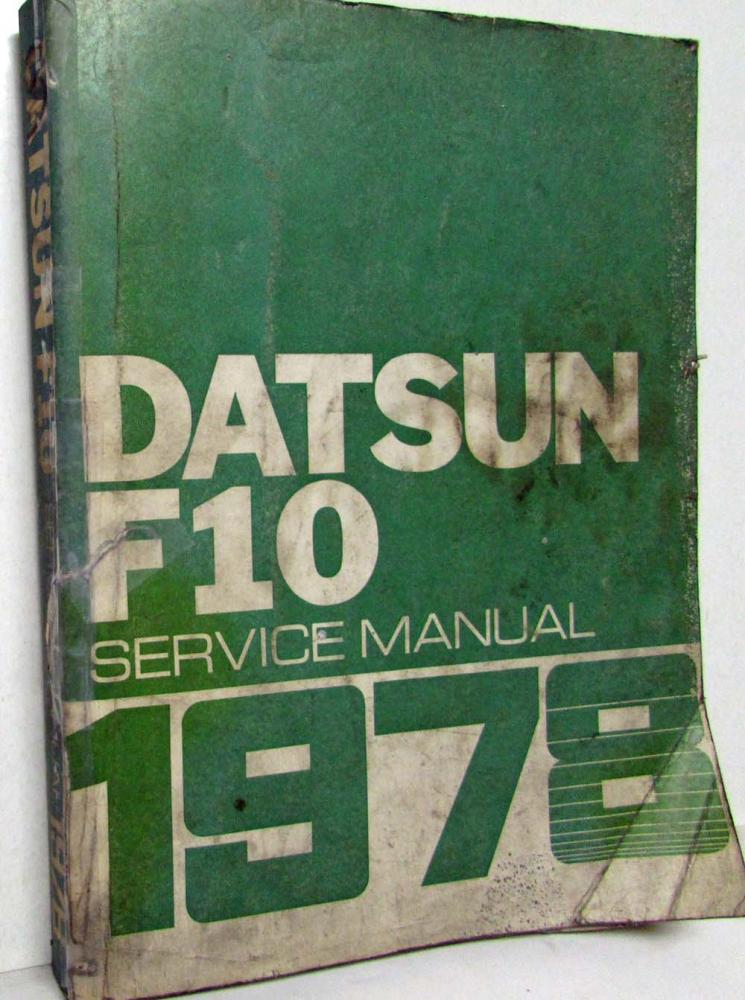 DATSUN
F10
SERVICE MANUAL
1978
DATSUN F10